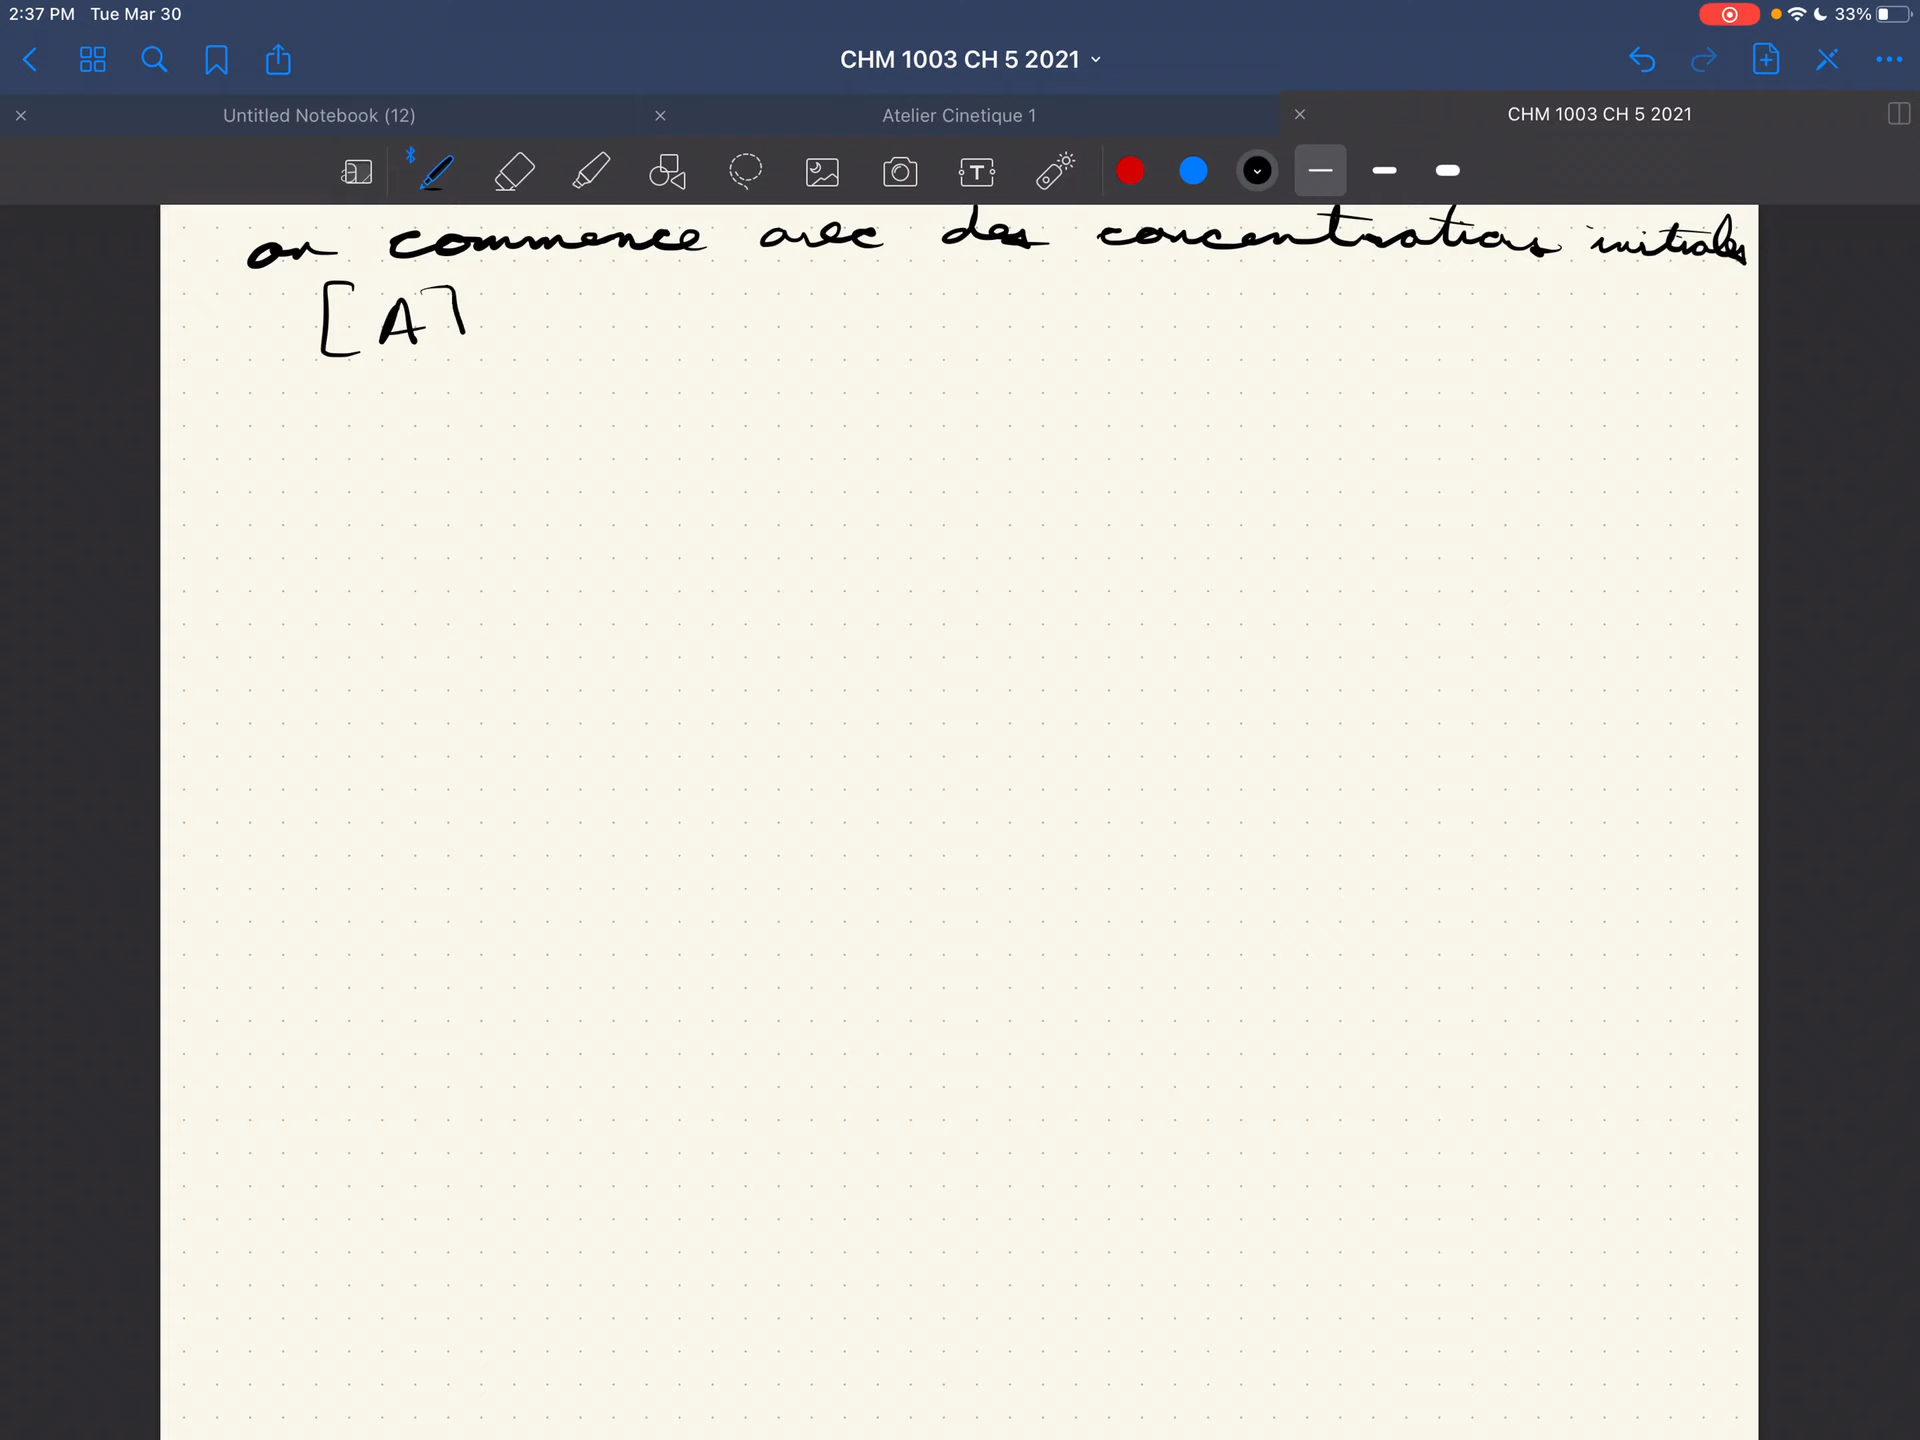 2:37 PM Tue Mar 30 33%
CHM 1003 CH 5 2021
Untitled Notebook (12) Atelier Cinetique 1 CHM 1003 CH 5 2021
T
on commence avec des concentrations initiales
[A]